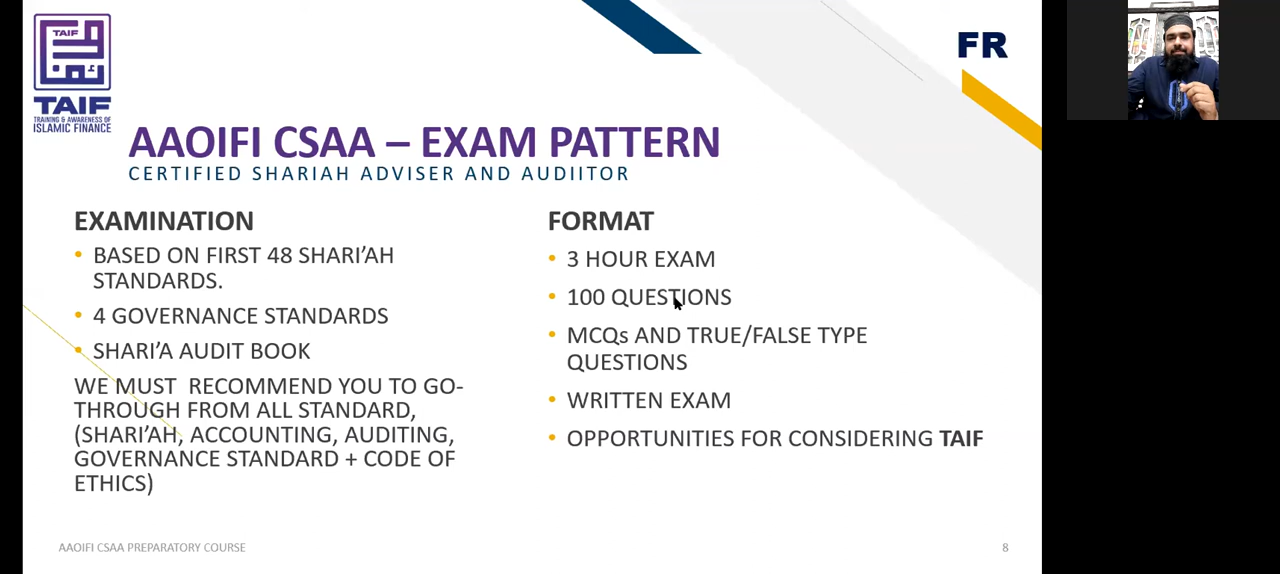 TAIF
TAIF
TRAINING & AWARENESS OF
ISLAMIC FINANCE
FR
AAOIFI CSAA – EXAM PATTERN
CERTIFIED SHARIAH ADVISER AND AUDIITOR
EXAMINATION
• BASED ON FIRST 48 SHARI’AH
STANDARDS.
• 4 GOVERNANCE STANDARDS
• SHARI’A AUDIT BOOK
WE MUST RECOMMEND YOU TO GO-
THROUGH FROM ALL STANDARD,
(SHARI’AH, ACCOUNTING, AUDITING,
GOVERNANCE STANDARD + CODE OF
ETHICS)
FORMAT
• 3 HOUR EXAM
• 100 QUESTIONS
• MCQs AND TRUE/FALSE TYPE
QUESTIONS
• WRITTEN EXAM
• OPPORTUNITIES FOR CONSIDERING TAIF
AAOIFI CSAA PREPARATORY COURSE
8